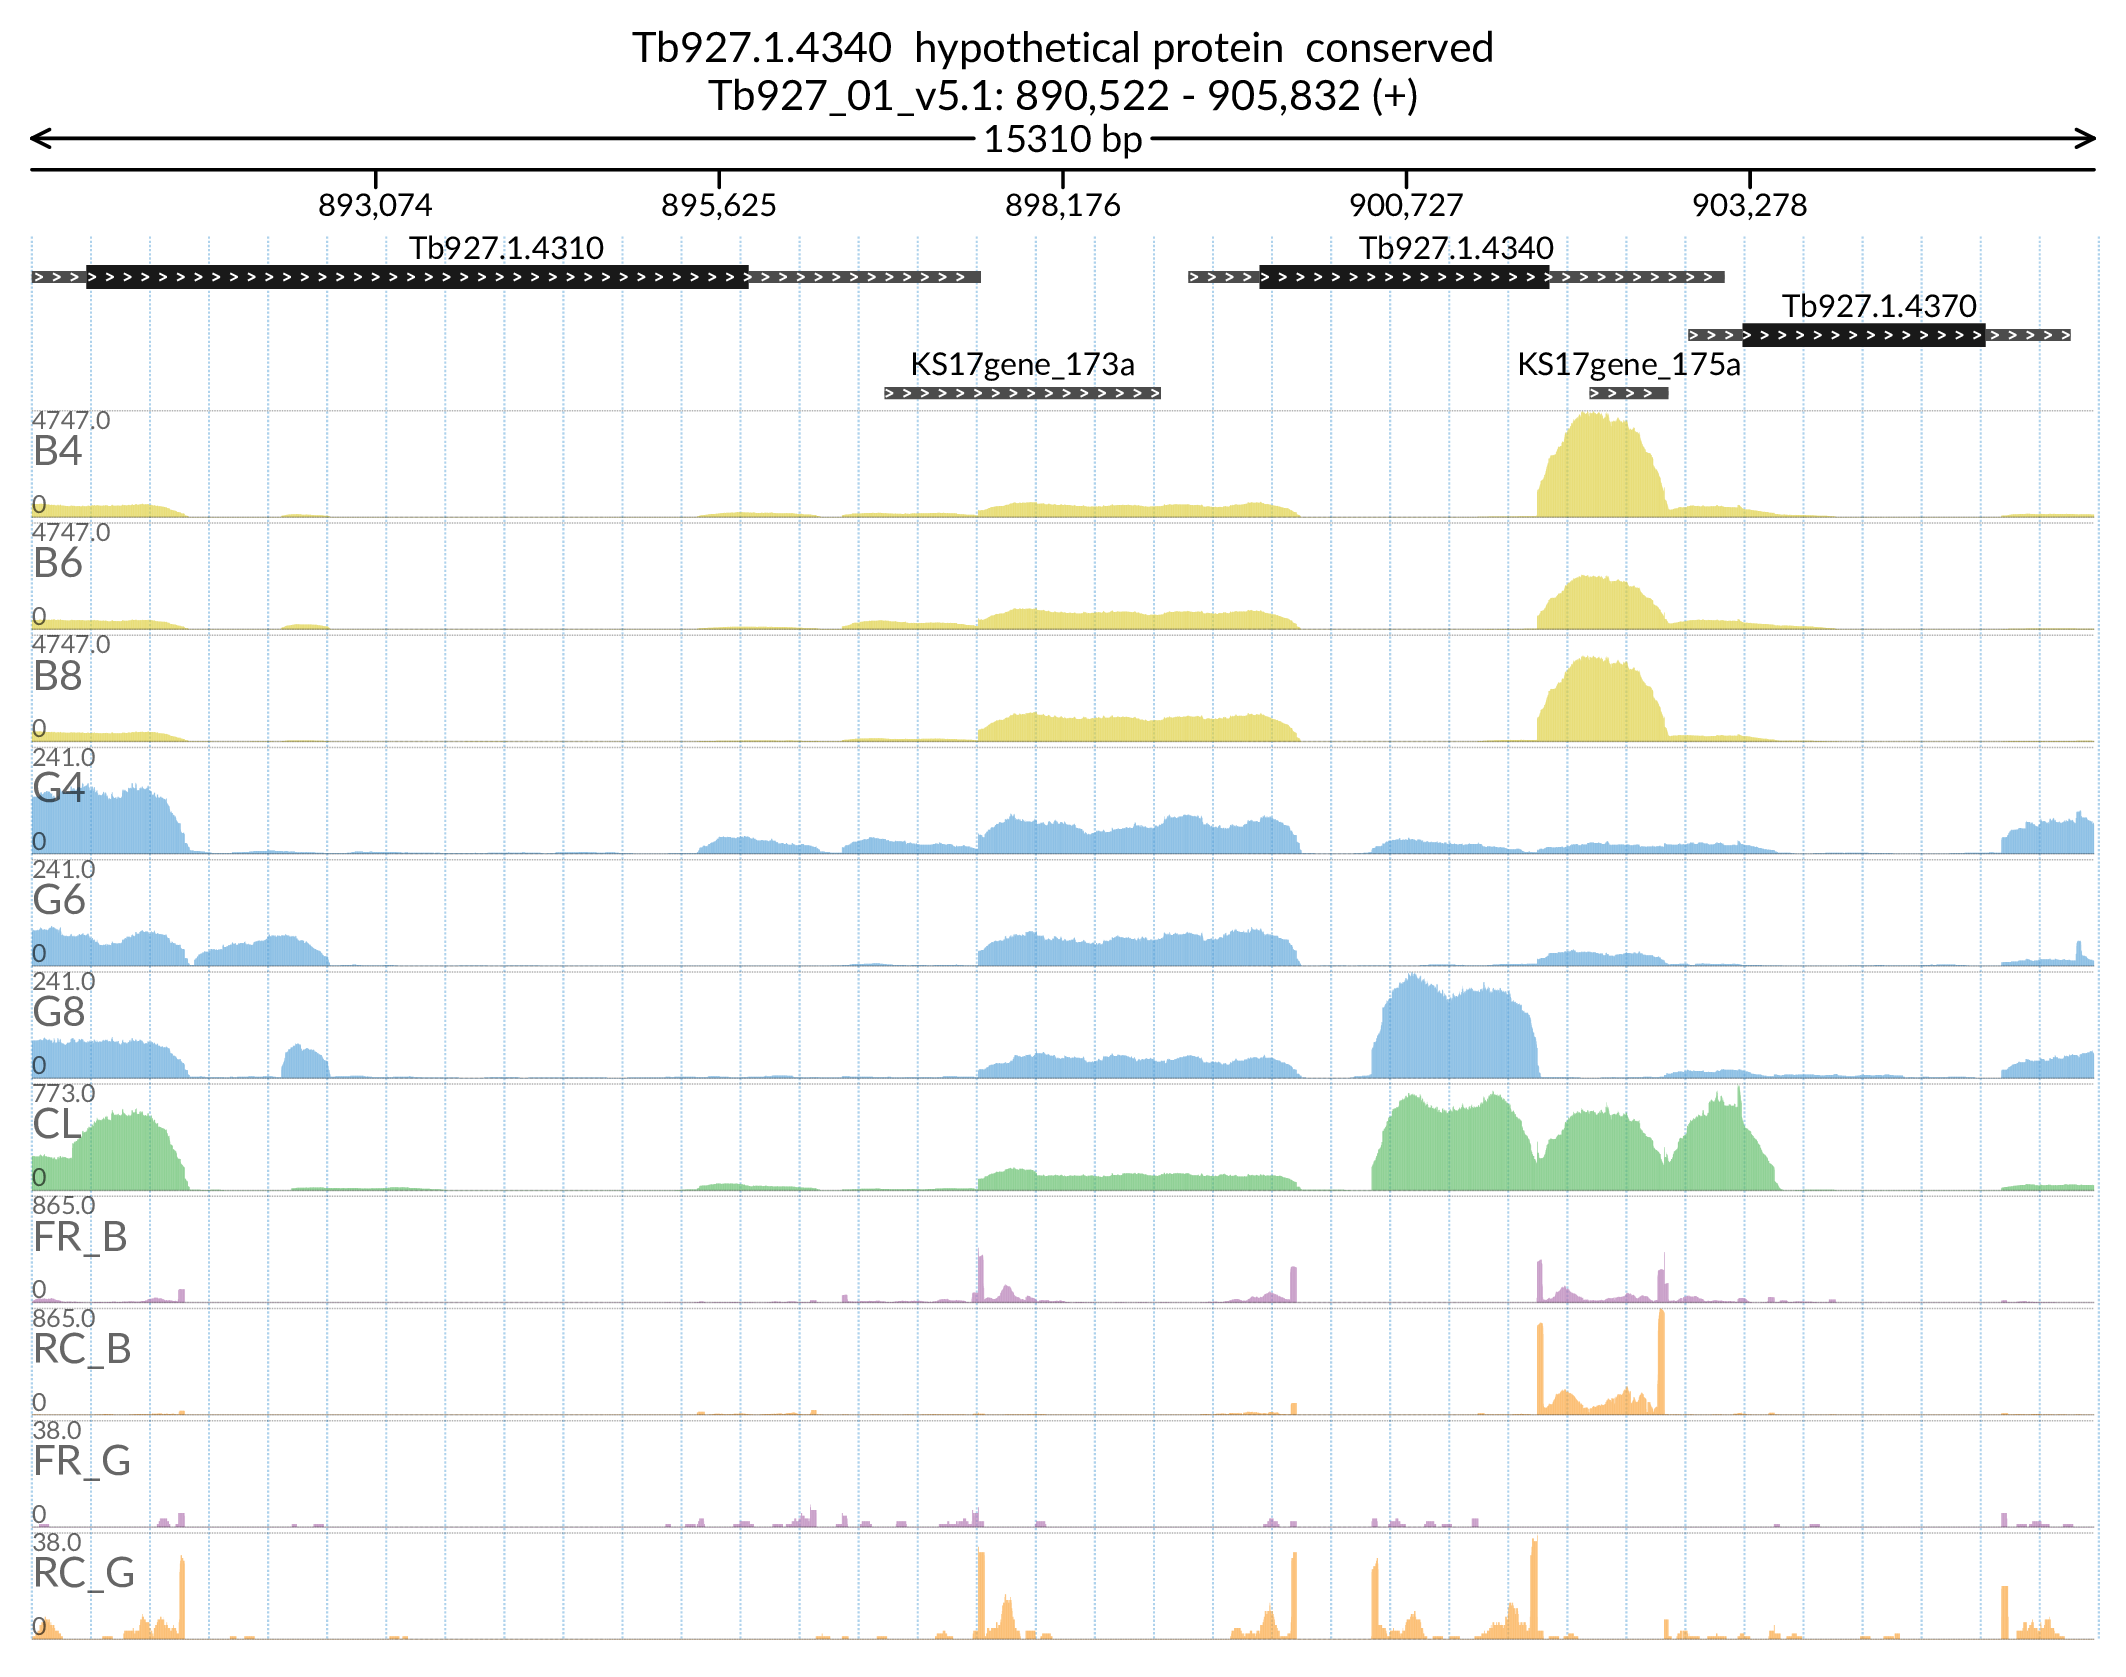 Tb927.1.4340 hypothetical protein conserved
Tb927_01_v5.1: 890,522 - 905,832 (+)
15310 bp
893,074 895,625 898,176 900,727 903,278
Tb927.1.4310 Tb927.1.4340
Tb927.1.4370
KS17gene_173a KS17gene_175a
4747.0
B4
0
4747.0
B6
0
4747.0
B8
0
241.0
G4
0
241.0
G6
0
241.0
G8
0
773.0
CL
0
865.0
FR_B
0
865.0
RC_B
0
38.0
FR_G
0
38.0
RC_G
0